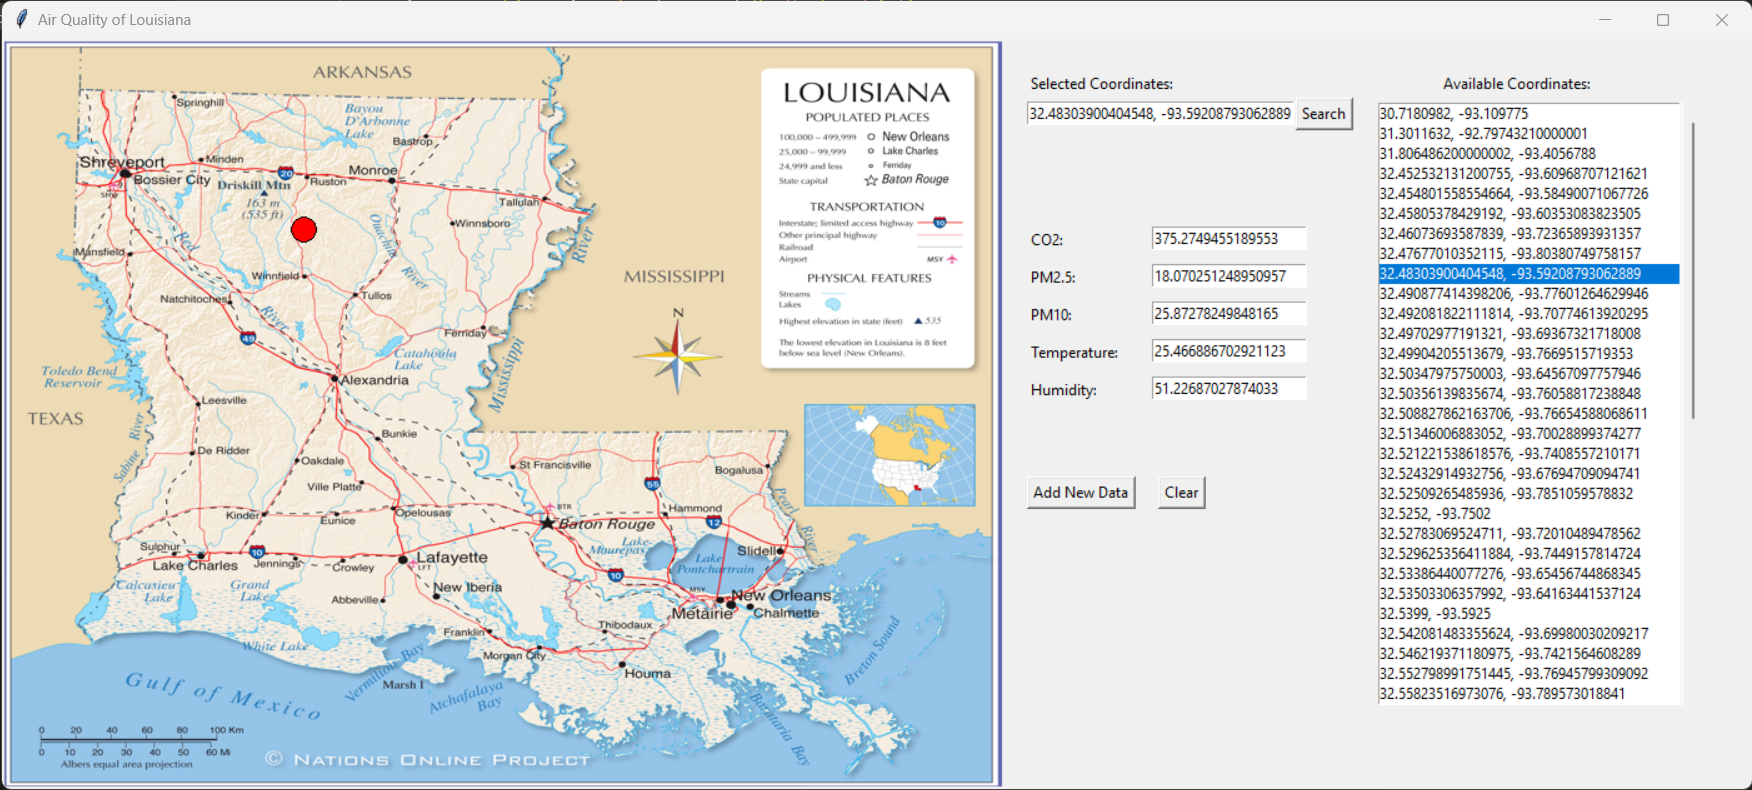 Air Quality of Louisiana
ARKANSAS
Springhill
Bayou
D'Arbonne
Lake
Bastrop
Shreveport
Minden
20
Monroe
Bossier City
Driskill Mtn
Ruston
163 m
(535 ft)
Tallulah
Winnsboro
Red
River
Ouachita
River
River
Mansfield
Winnfield
Natchitoches
Tullos
49
Ferriday
Catahoula
Lake
Mississippi
Toledo Bend
Reservoir
Alexandria
TEXAS
Leesville
Sabine River
Bunkie
De Ridder
Oakdale
St Francisville
Bogalusa
Ville Platte
55
Pearl River
Kinder
Eunice
Opelousas
BTR
Baton Rouge
Hammond
12
Sulphur
10
Lake Charles
Jennings
Crowley
Lafayette
LFT
Lake
Maurepas
Lake
Pontchartrain
Slidell
10
Calcasieu
Lake
Grand
Lake
Abbeville
New Iberia
MSY
New Orleans
Metairie
Chalmette
Franklin
Thibodaux
White Lake
Morgan City
Houma
Vermilion Bay
Marsh I
Atchafalaya
Bay
Breton Sound
Barataria Bay
Gulf of Mexico
0 20 40 60 80 100 Km
0 10 20 30 40 50 60 Mi
Albers equal area projection
© NATIONS ONLINE PROJECT
MISSISSIPPI
N
LOUISIANA
POPULATED PLACES
100,000 – 499,999 New Orleans
25,000 – 99,999 Lake Charles
24,999 and less Ferriday
State capital Baton Rouge
TRANSPORTATION
Interstate; limited access highway 10
Other principal highway
Railroad
Airport MSY
PHYSICAL FEATURES
Streams
Lakes
Highest elevation in state (feet) 535
The lowest elevation in Louisiana is 8 feet
below sea level (New Orleans).
Selected Coordinates:
32.48303900404548, -93.59208793062889 Search
CO2: 375.2749455189553
PM2.5: 18.070251248950957
PM10: 25.87278249848165
Temperature: 25.466886702921123
Humidity: 51.22687027874033
Add New Data Clear
Available Coordinates:
30.7180982, -93.109775
31.3011632, -92.79743210000001
31.806486200000002, -93.4056788
32.452532131200755, -93.60968707121621
32.454801558554664, -93.58490071067726
32.45805378429192, -93.60353083823505
32.46073693587839, -93.72365893931357
32.47677010352115, -93.80380749758157
32.48303900404548, -93.59208793062889
32.490877414398206, -93.77601264629946
32.492081822111814, -93.70774613920295
32.49702977191321, -93.69367321718008
32.49904205513679, -93.7669515719353
32.50347975750003, -93.64567097757946
32.50356139835674, -93.76058817238848
32.508827862163706, -93.76654588068611
32.51346006883052, -93.70028899374277
32.521221538618576, -93.7408557210171
32.52432914932756, -93.67694709094741
32.52509265485936, -93.7851059578832
32.5252, -93.7502
32.52783069524711, -93.72010489478562
32.529625356411884, -93.7449157814724
32.53386440077276, -93.65456744868345
32.53503306357992, -93.64163441537124
32.5399, -93.5925
32.542081483355624, -93.69980030209217
32.546219371180975, -93.7421564608289
32.552798991751445, -93.76945799309092
32.55823516973076, -93.789573018841